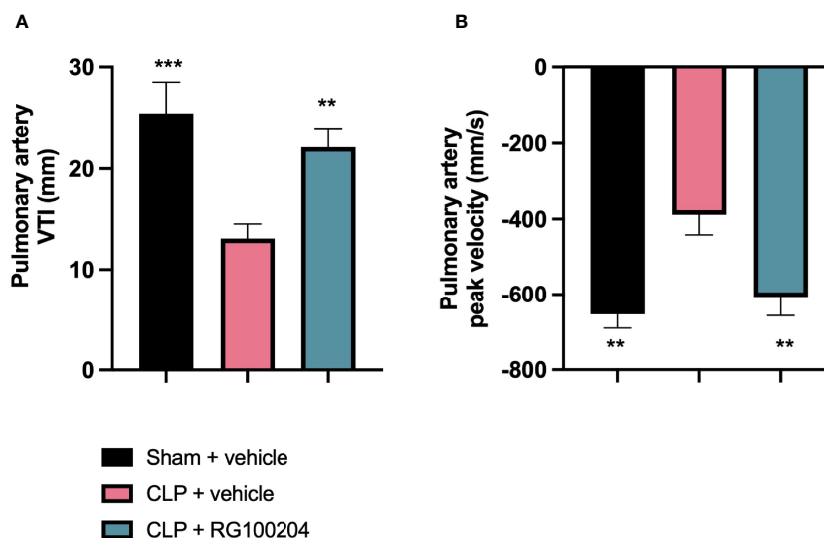 A
Pulmonary artery
VTI (mm)
30
20
10
0
***
**
B
Pulmonary artery
peak velocity (mm/s)
0
-200
-400
-600
-800
**
**
Sham + vehicle
CLP + vehicle
CLP + RG100204